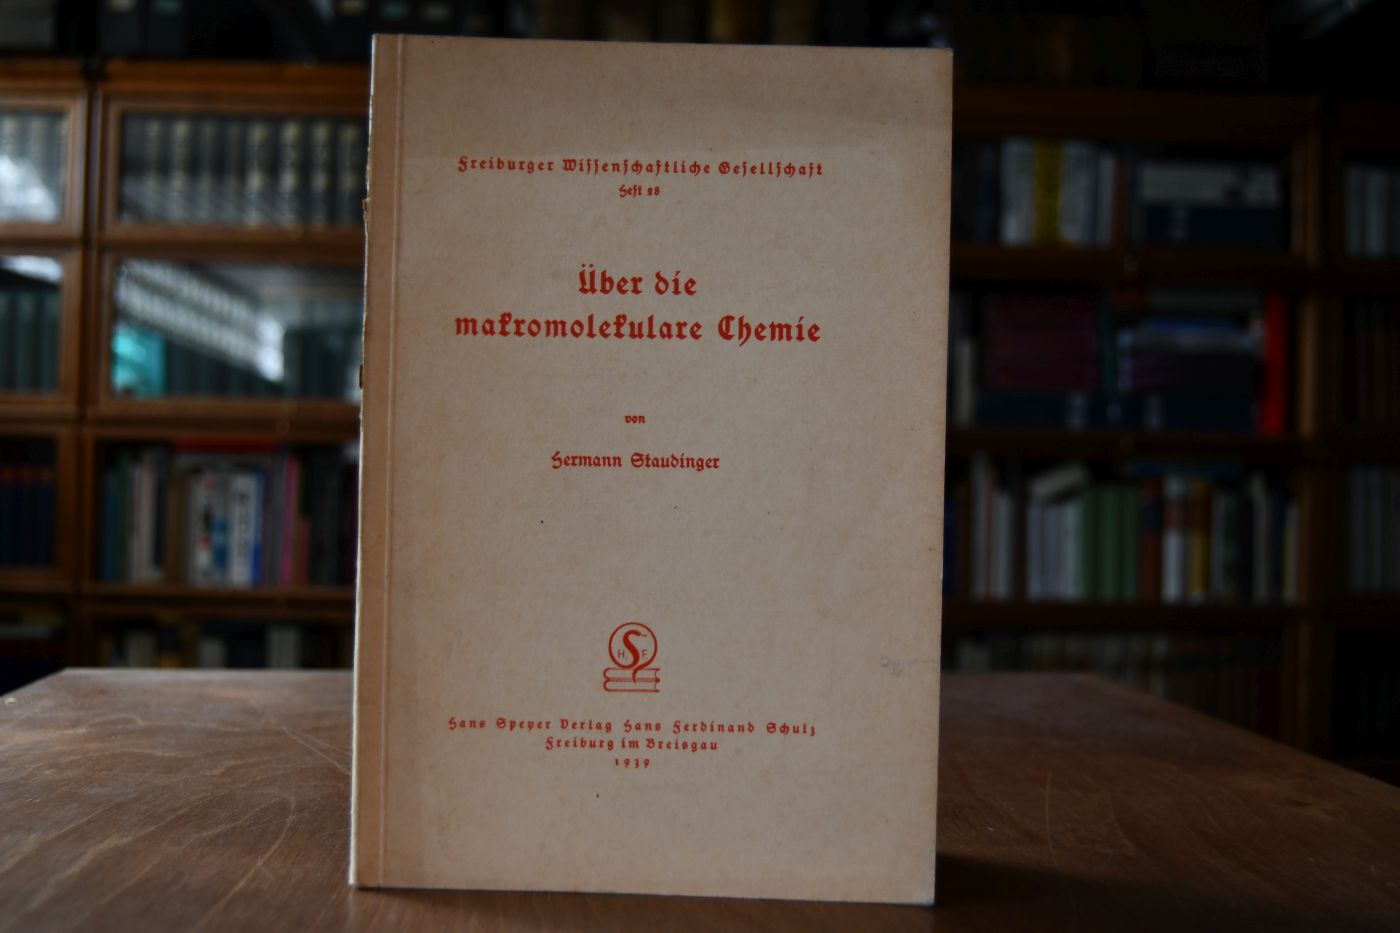 Freiburger Wissenschaftliche Gesellschaft
Heft 28
Über die
makromolekulare Chemie
von
Hermann Staudinger
H. S F.
Hans Speyer Verlag Hans Ferdinand Schulz
Freiburg im Breisgau
1939